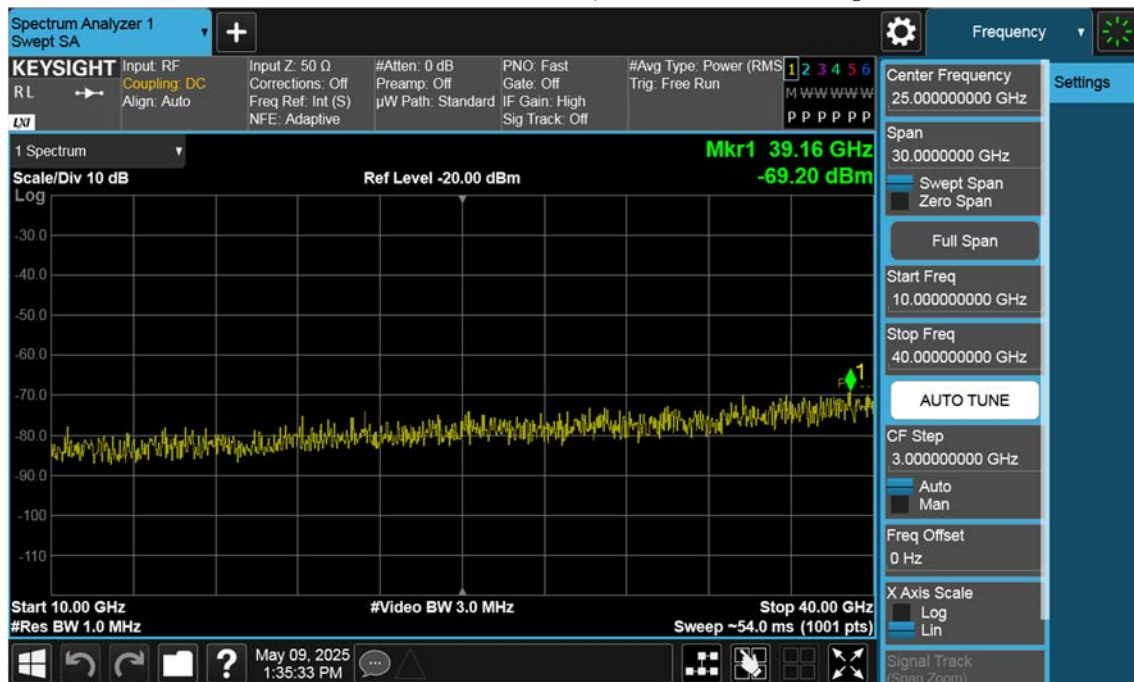 Spectrum Analyzer 1
Swept SA
+
Frequency
KEYSIGHT
RL
LXI
Input: RF
Coupling: DC
Align: Auto
Input Z: 50 Ω
Corrections: Off
Freq Ref: Int (S)
NFE: Adaptive
#Atten: 0 dB
Preamp: Off
µW Path: Standard
PNO: Fast
Gate: Off
IF Gain: High
Sig Track: Off
#Avg Type: Power (RMS
Trig: Free Run
1 2 3 4 5 6
M W W W W W
P P P P P P
1 Spectrum
Scale/Div 10 dB
Ref Level -20.00 dBm
Mkr1 39.16 GHz
-69.20 dBm
Log
-30.0
-40.0
-50.0
-60.0
-70.0
-80.0
-90.0
-100
-110
1
Start 10.00 GHz
#Video BW 3.0 MHz
Stop 40.00 GHz
#Res BW 1.0 MHz
Sweep ~54.0 ms (1001 pts)
?
May 09, 2025
1:35:33 PM
Center Frequency
25.000000000 GHz
Settings
Span
30.0000000 GHz
Swept Span
Zero Span
Full Span
Start Freq
10.000000000 GHz
Stop Freq
40.000000000 GHz
AUTO TUNE
CF Step
3.000000000 GHz
Auto
Man
Freq Offset
0 Hz
X Axis Scale
Log
Lin
Signal Track
(Span Zoom)